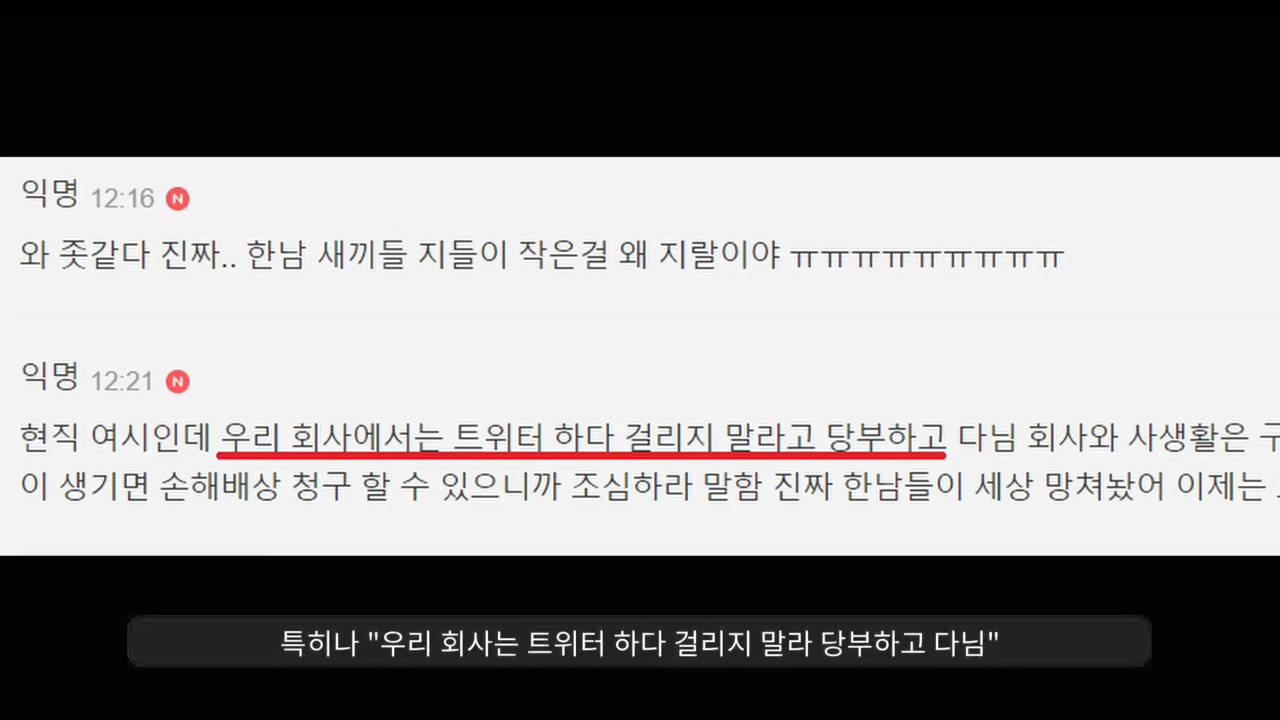 익명 12:16 N
와 좃같다 진짜.. 한남 새끼들 지들이 작은걸 왜 지랄이야 ㅠㅠㅠㅠㅠㅠㅠㅠㅠ
익명 12:21 N
현직 여시인데 우리 회사에서는 트위터 하다 걸리지 말라고 당부하고 다님 회사와 사생활은 구
이 생기면 손해배상 청구 할 수 있으니까 조심하라 말함 진짜 한남들이 세상 망쳐놨어 이제는
특히나 "우리 회사는 트위터 하다 걸리지 말라 당부하고 다님"